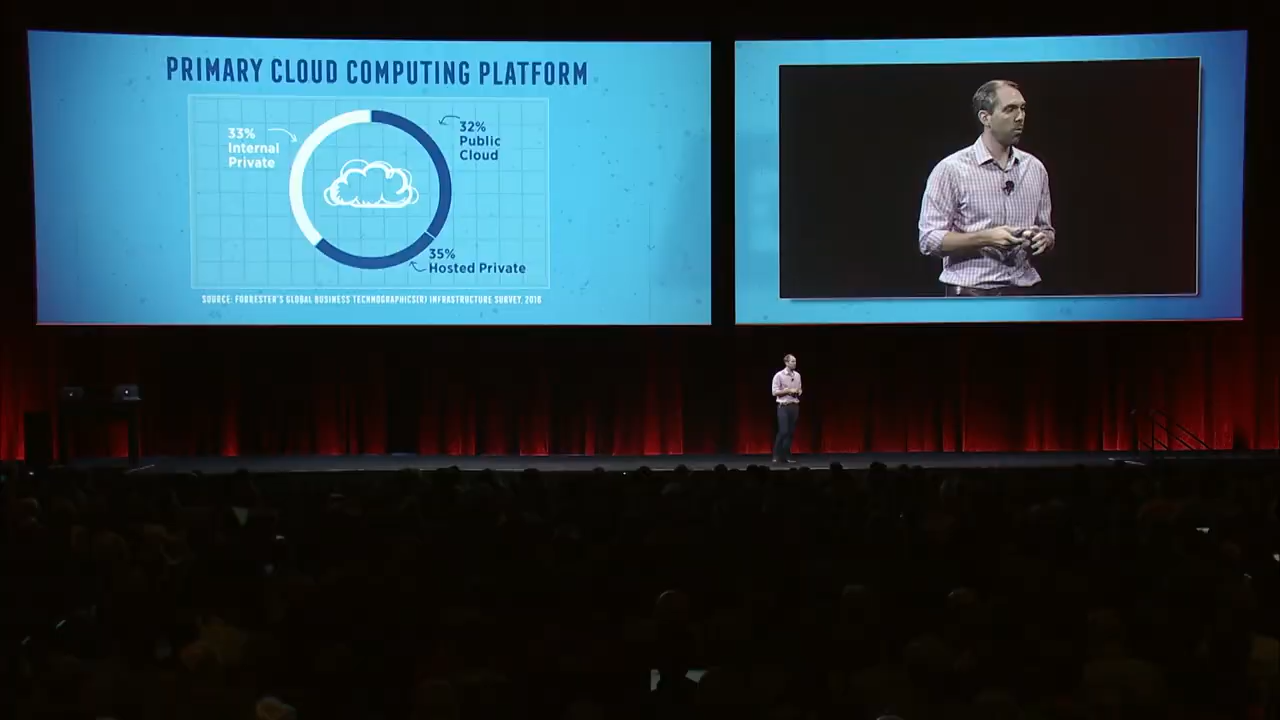 PRIMARY CLOUD COMPUTING PLATFORM
33%
Internal
Private
32%
Public
Cloud
35%
Hosted Private
SOURCE: FORRESTER'S GLOBAL BUSINESS TECHNOGRAPHICS(R) INFRASTRUCTURE SURVEY, 2016